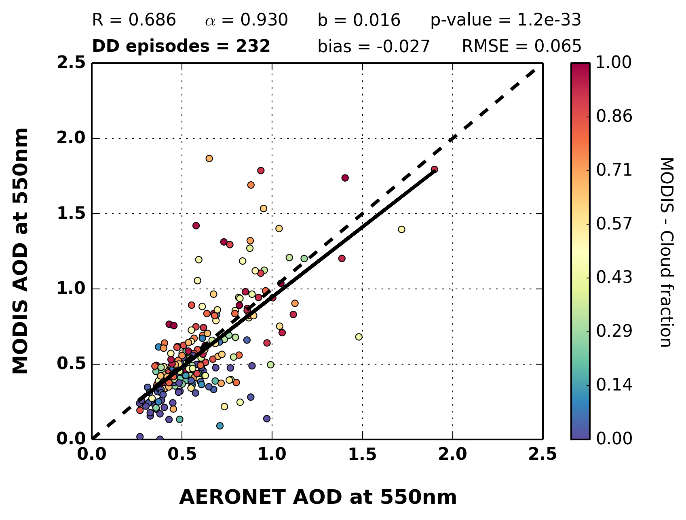 R = 0.686 α = 0.930 b = 0.016 p-value = 1.2e-33
DD episodes = 232 bias = -0.027 RMSE = 0.065
2.5
2.0
1.5
1.0
0.5
0.0
MODIS AOD at 550nm
0.0 0.5 1.0 1.5 2.0 2.5
AERONET AOD at 550nm
1.00
0.86
0.71
0.57
0.43
0.29
0.14
0.00
MODIS - Cloud fraction